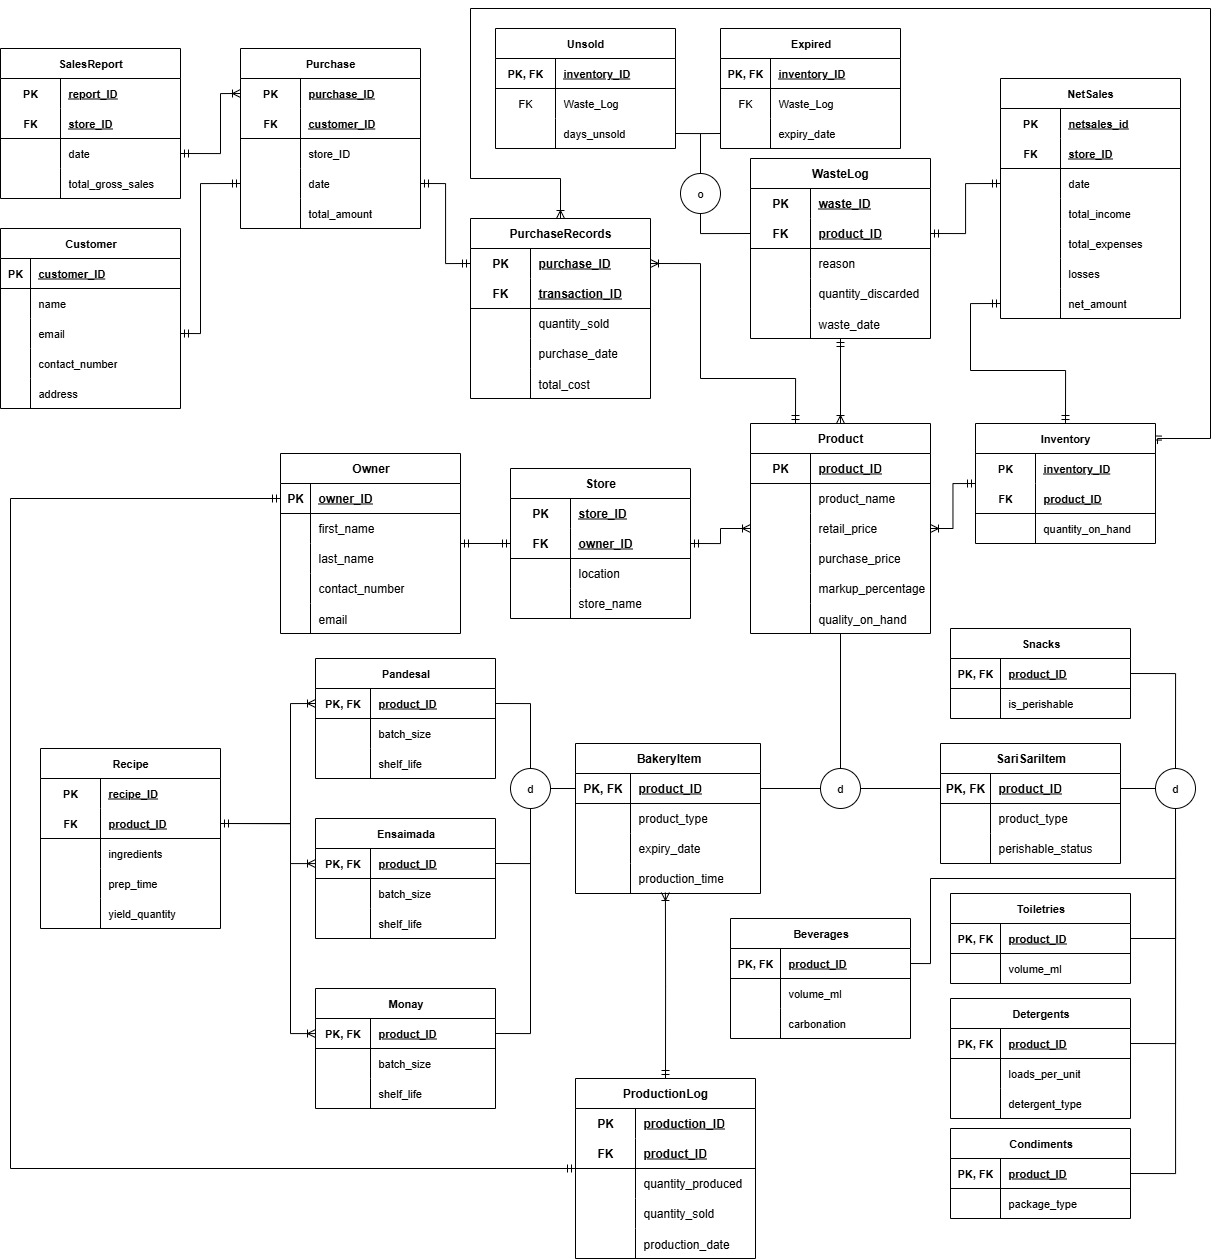 SalesReport
PK report_ID
FK store_ID
date
total_gross_sales
Purchase
PK purchase_ID
FK customer_ID
store_ID
date
total_amount
Customer
PK customer_ID
name
email
contact_number
address
Unsold
PK, FK inventory_ID
FK Waste_Log
days_unsold
Expired
PK, FK inventory_ID
FK Waste_Log
expiry_date
o
PurchaseRecords
PK purchase_ID
FK transaction_ID
quantity_sold
purchase_date
total_cost
WasteLog
PK waste_ID
FK product_ID
reason
quantity_discarded
waste_date
NetSales
PK netsales_id
FK store_ID
date
total_income
total_expenses
losses
net_amount
Owner
PK owner_ID
first_name
last_name
contact_number
email
Store
PK store_ID
FK owner_ID
location
store_name
Product
PK product_ID
product_name
retail_price
purchase_price
markup_percentage
quality_on_hand
Inventory
PK inventory_ID
FK product_ID
quantity_on_hand
Recipe
PK recipe_ID
FK product_ID
ingredients
prep_time
yield_quantity
Pandesal
PK, FK product_ID
batch_size
shelf_life
Ensaimada
PK, FK product_ID
batch_size
shelf_life
Monay
PK, FK product_ID
batch_size
shelf_life
d
BakeryItem
PK, FK product_ID
product_type
expiry_date
production_time
d
SariSariItem
PK, FK product_ID
product_type
perishable_status
d
Snacks
PK, FK product_ID
is_perishable
Beverages
PK, FK product_ID
volume_ml
carbonation
Toiletries
PK, FK product_ID
volume_ml
Detergents
PK, FK product_ID
loads_per_unit
detergent_type
Condiments
PK, FK product_ID
package_type
ProductionLog
PK production_ID
FK product_ID
quantity_produced
quantity_sold
production_date